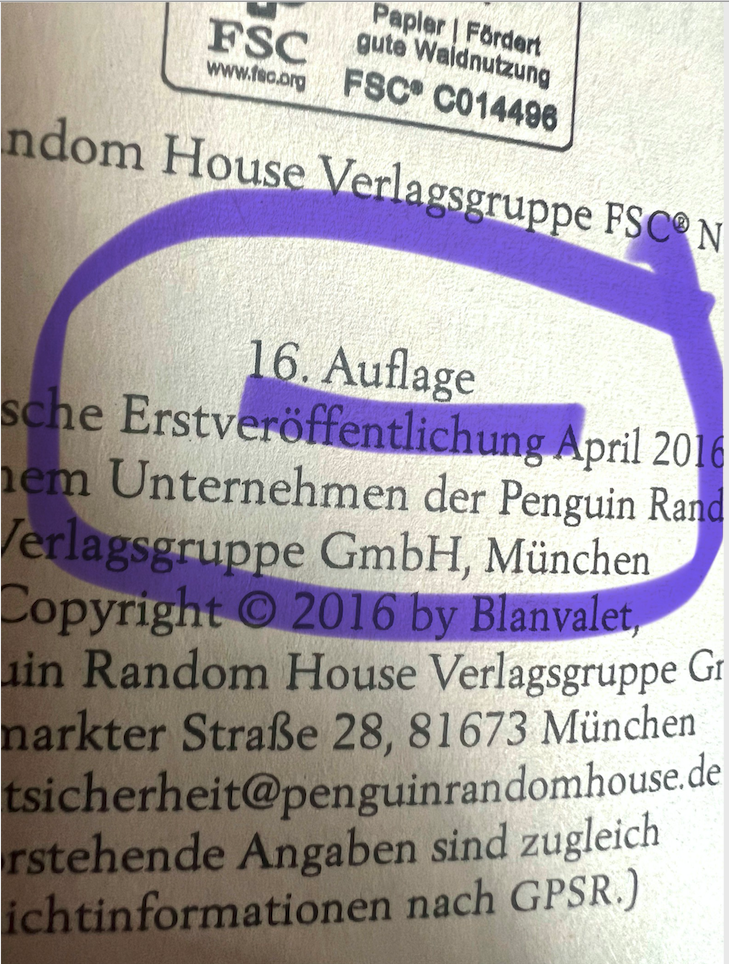 FSC
www.fsc.org
Papier | Fördert
gute Waldnutzung
FSC® C014496
ndom House Verlagsgruppe FSC® N
16. Auflage
sche Erstveröffentlichung April 2016
nem Unternehmen der Penguin Rand
Verlagsgruppe GmbH, München
Copyright © 2016 by Blanvalet,
uin Random House Verlagsgruppe Gr
markter Straße 28, 81673 München
tsicherheit@penguinrandomhouse.de
rstehende Angaben sind zugleich
ichtinformationen nach GPSR.)